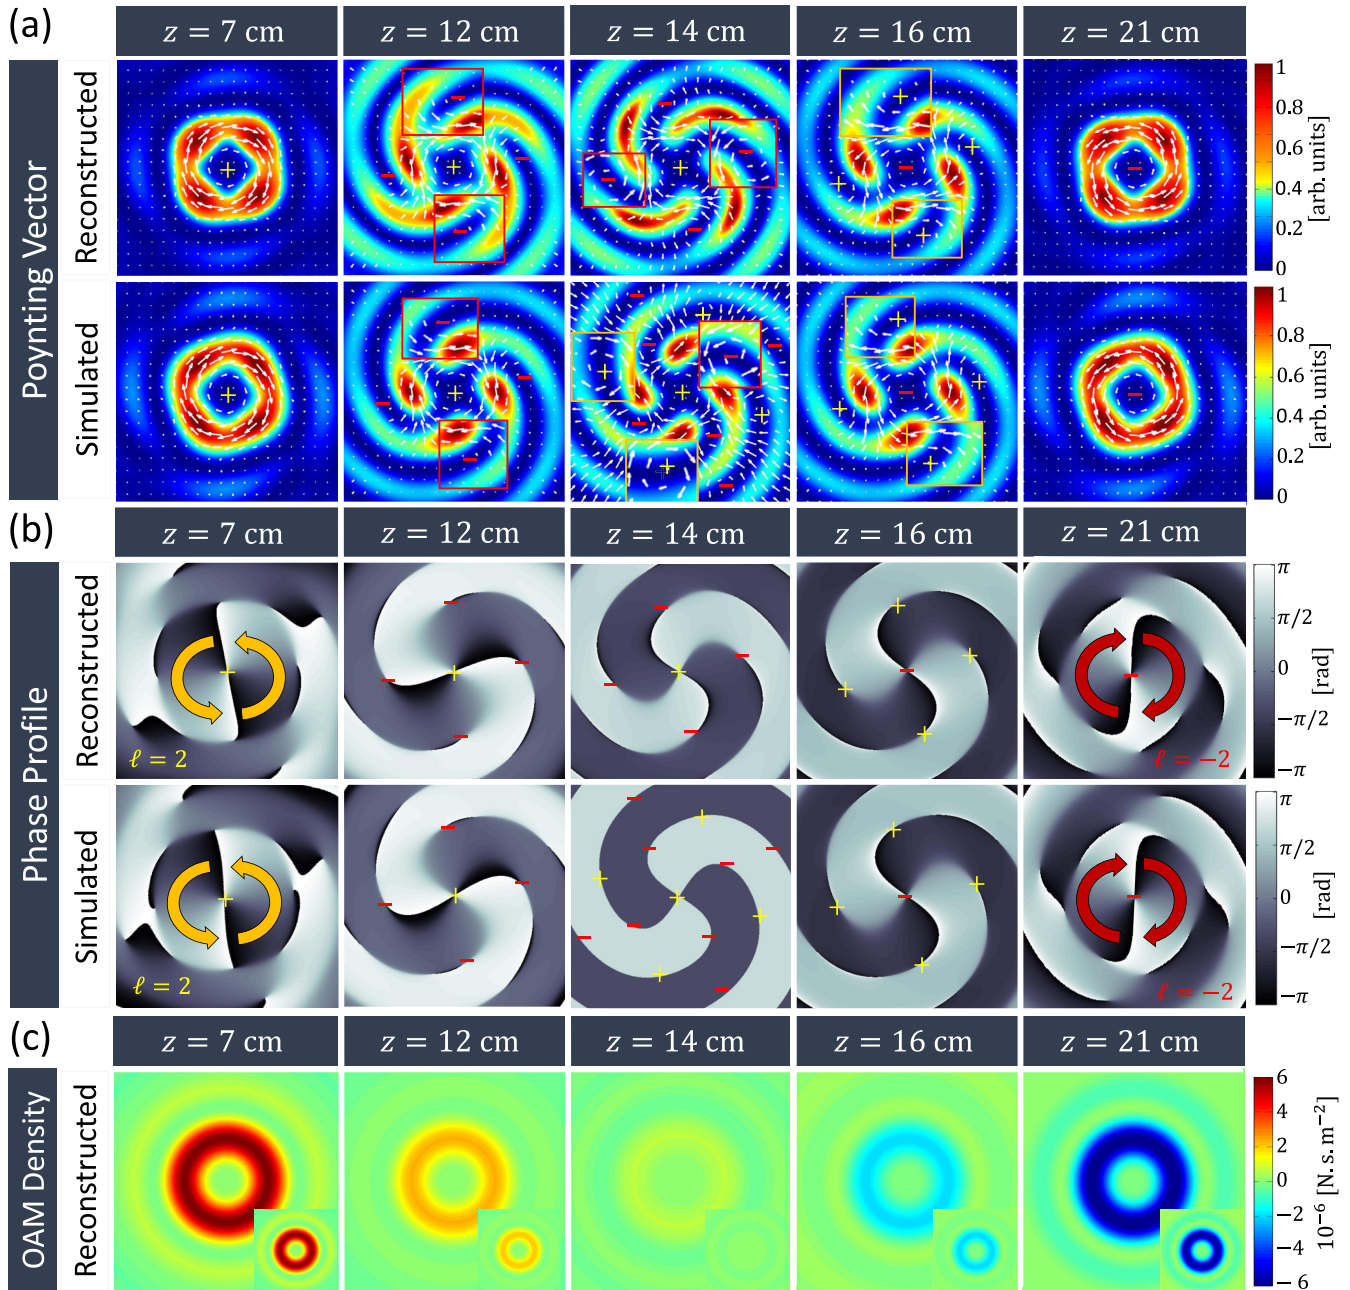 (a)
z = 7 cm
z = 12 cm
z = 14 cm
z = 16 cm
z = 21 cm
Poynting Vector
Reconstructed
+
−
+
−
−
−
−
−
+
−
−
+
−
+
+
+
−
1
0.8
0.6
0.4
0.2
0
[arb. units]
Simulated
+
−
+
−
−
−
−
+
−
−
+
−
+
−
+
+
−
+
+
−
+
+
−
1
0.8
0.6
0.4
0.2
0
[arb. units]
(b)
z = 7 cm
z = 12 cm
z = 14 cm
z = 16 cm
z = 21 cm
Phase Profile
Reconstructed
+
ℓ = 2
−
−
+
−
−
−
−
+
−
−
+
+
−
+
+
−
ℓ = −2
π
π/2
0
−π/2
−π
[rad]
Simulated
+
ℓ = 2
−
−
+
−
−
−
+
−
−
+
+
+
−
−
−
+
−
+
+
−
+
+
−
ℓ = −2
π
π/2
0
−π/2
−π
[rad]
(c)
z = 7 cm
z = 12 cm
z = 14 cm
z = 16 cm
z = 21 cm
OAM Density
Reconstructed
6
4
2
0
−2
−4
−6
10⁻⁶ [N. s. m⁻²]